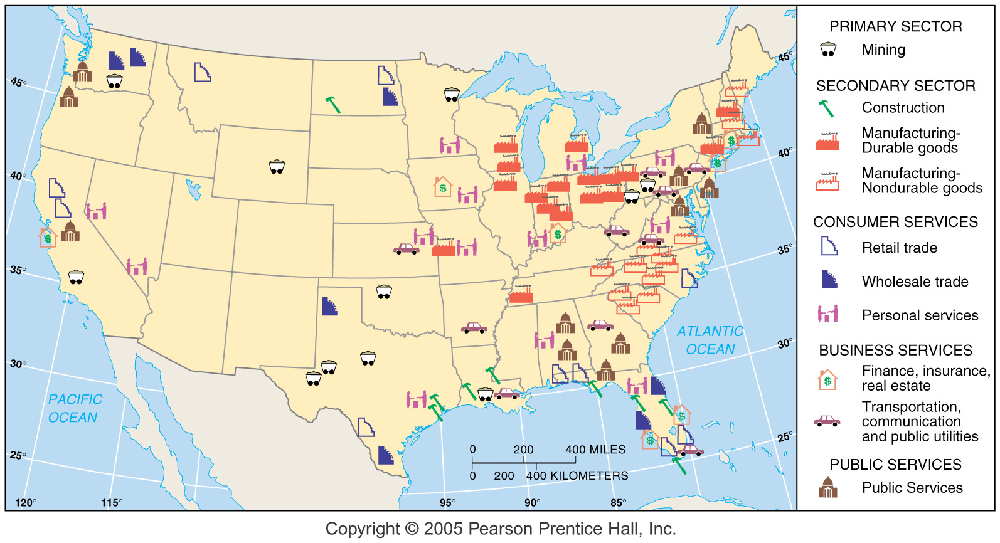 45°
40°
35°
30°
25°
120°
115°
95°
90°
85°
45°
40°
35°
30°
25°
PACIFIC
OCEAN
ATLANTIC
OCEAN
0 200 400 MILES
0 200 400 KILOMETERS
PRIMARY SECTOR
Mining
SECONDARY SECTOR
Construction
Manufacturing-
Durable goods
Manufacturing-
Nondurable goods
CONSUMER SERVICES
Retail trade
Wholesale trade
Personal services
BUSINESS SERVICES
Finance, insurance,
real estate
Transportation,
communication
and public utilities
PUBLIC SERVICES
Public Services
Copyright © 2005 Pearson Prentice Hall, Inc.